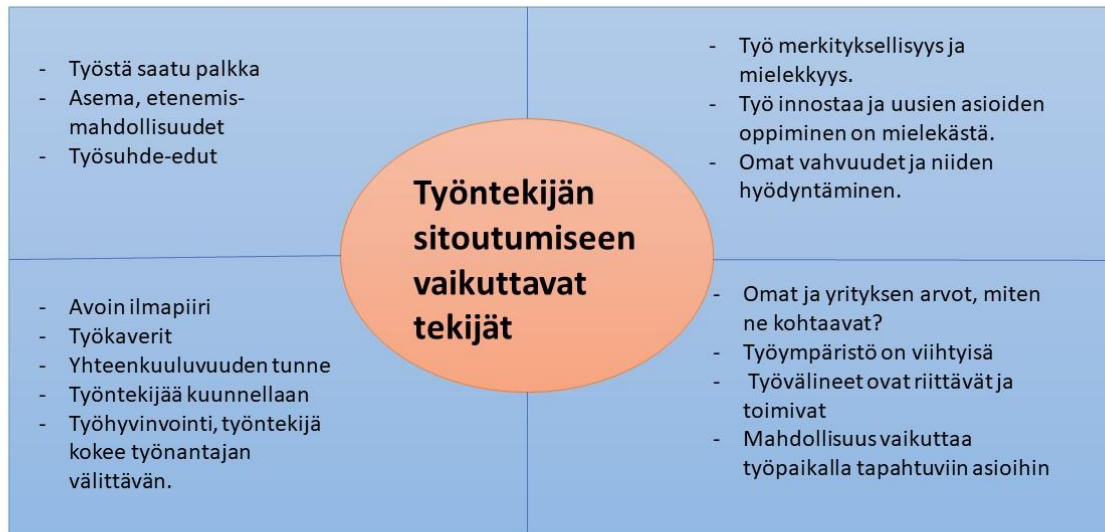 - Työstä saatu palkka
- Asema, etenemis-
mahdollisuudet
- Työsuhde-edut
- Työ merkityksellisyys ja
mielekkyys.
- Työ innostaa ja uusien asioiden
oppiminen on mielekästä.
- Omat vahvuudet ja niiden
hyödyntäminen.
Työntekijän
sitoutumiseen
vaikuttavat
tekijät
- Avoin ilmapiiri
- Työkaverit
- Yhteenkuuluvuuden tunne
- Työntekijää kuunnellaan
- Työhyvinvointi, työntekijä
kokee työnantajan
välittävän.
- Omat ja yrityksen arvot, miten
ne kohtaavat?
- Työympäristö on viihtyisä
- Työvälineet ovat riittävät ja
toimivat
- Mahdollisuus vaikuttaa
työpaikalla tapahtuviin asioihin